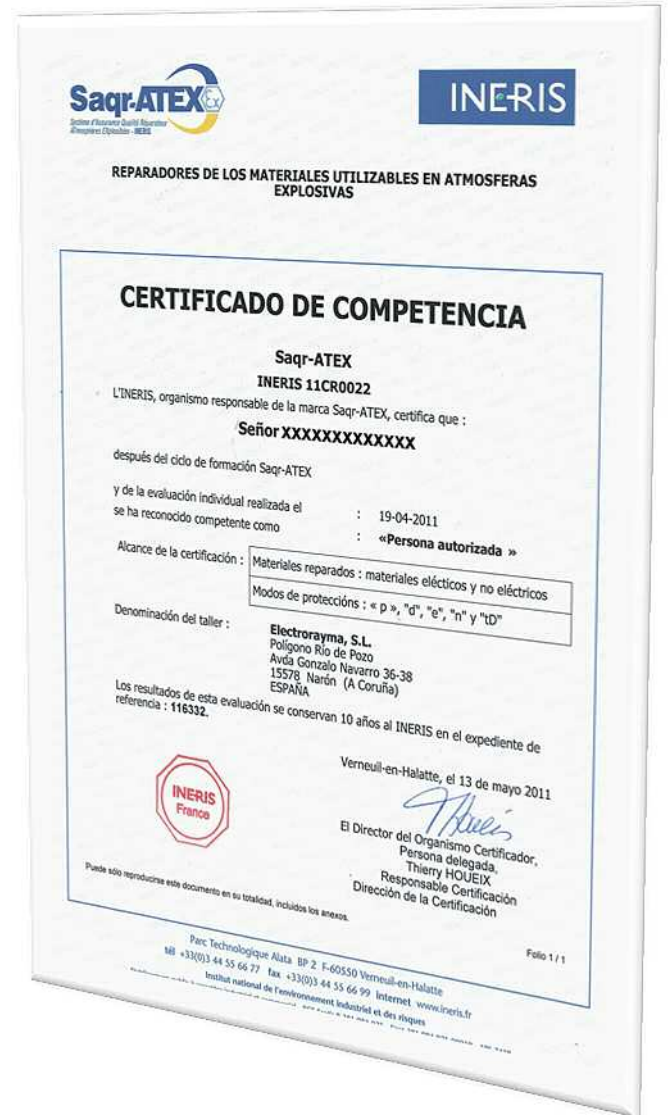 Saqr-ATEX
INERIS
REPARADORES DE LOS MATERIALES UTILIZABLES EN ATMOSFERAS
EXPLOSIVAS
CERTIFICADO DE COMPETENCIA
Saqr-ATEX
INERIS 11CR0022
L'INERIS, organismo responsable de la marca Saqr-ATEX, certifica que :
Señor XXXXXXXXXXXXX
después del ciclo de formación Saqr-ATEX
y de la evaluación individual realizada el : 19-04-2011
se ha reconocido competente como : «Persona autorizada »
Alcance de la certificación : Materiales reparados : materiales elécticos y no eléctricos
Modos de proteccións : « p », "d", "e", "n" y "tD"
Denominación del taller : Electrorayma, S.L.
Polígono Río de Pozo
Avda Gonzalo Navarro 36-38
15578 Narón (A Coruña)
ESPAÑA
Los resultados de esta evaluación se conservan 10 años al INERIS en el expediente de
referencia : 116332.
Verneuil-en-Halatte, el 13 de mayo 2011
INERIS
France
El Director del Organismo Certificador,
Persona delegada,
Thierry HOUEIX
Responsable Certificación
Dirección de la Certificación
Puede sólo reproducirse este documento en su totalidad, incluidos los anexos.
Folio 1 / 1
Parc Technologique Alata BP 2 F-60550 Verneuil-en-Halatte
tél +33(0)3 44 55 66 77 fax +33(0)3 44 55 66 99 internet www.ineris.fr
Institut national de l'environnement industriel et des risques